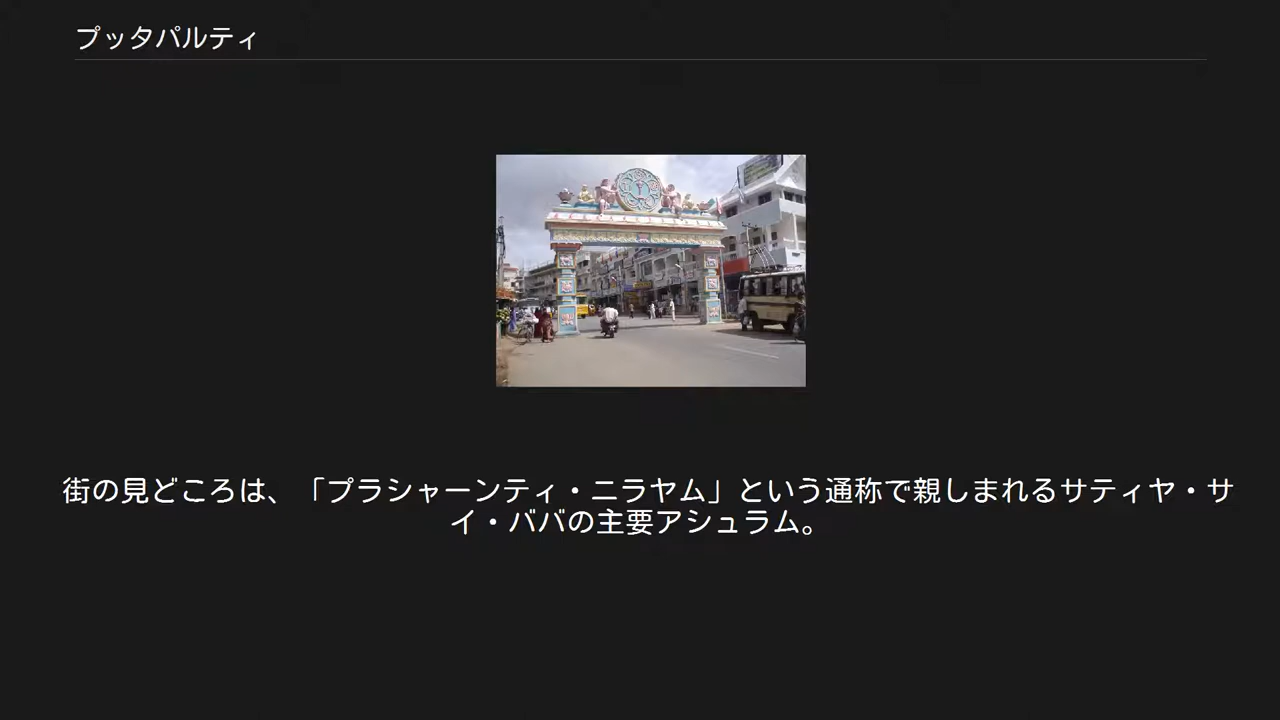 プッタパルティ
街の見どころは、「プラシャーンティ・ニラヤム」という通称で親しまれるサティヤ・サ
イ・ババの主要アシュラム。